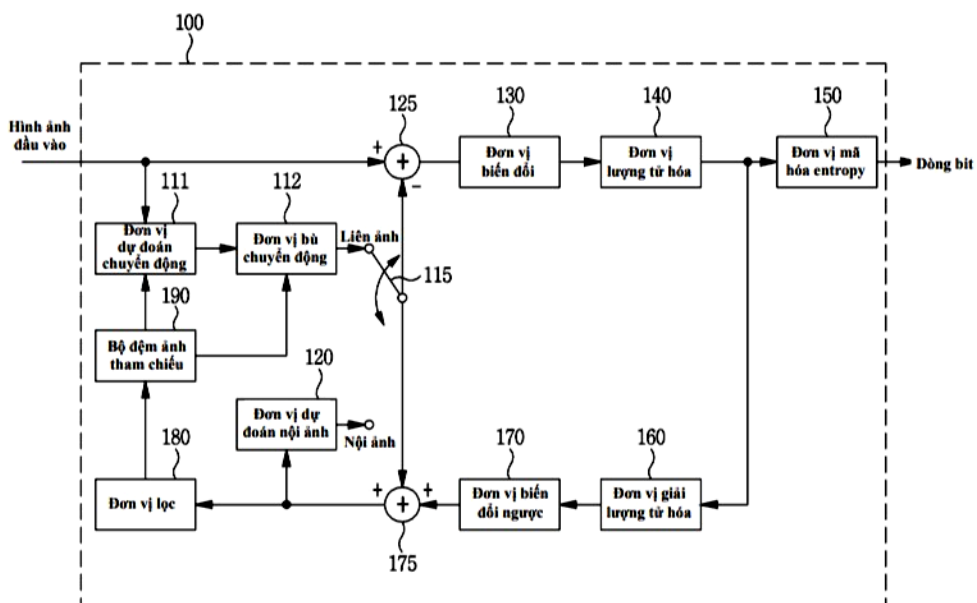 100
Hình ảnh
đầu vào
125
130
140
150
+
+
−
Đơn vị
biến đổi
Đơn vị
lượng tử hóa
Đơn vị mã
hóa entropy
Dòng bit
111
112
Đơn vị
dự đoán
chuyển động
Đơn vị bù
chuyển động
Liên ảnh
115
190
Bộ đệm ảnh
tham chiếu
120
Đơn vị dự
đoán nội ảnh
Nội ảnh
180
170
160
Đơn vị lọc
+
+
+
Đơn vị biến
đổi ngược
Đơn vị giải
lượng tử hóa
175